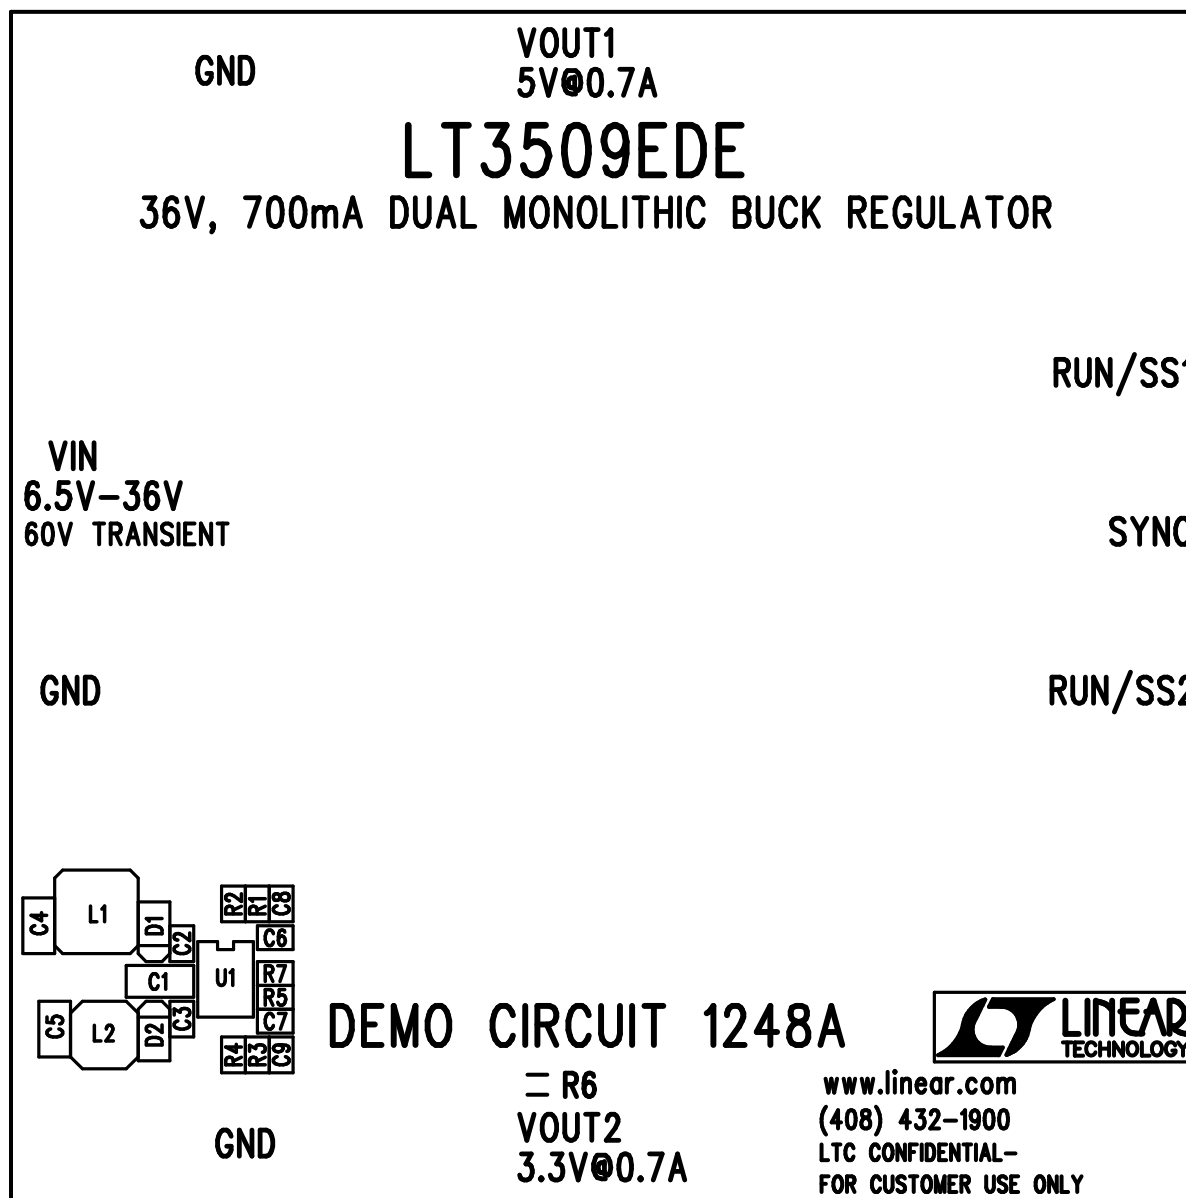 GND
VOUT1
5V@0.7A
LT3509EDE
36V, 700mA DUAL MONOLITHIC BUCK REGULATOR
RUN/SS1
VIN
6.5V-36V
60V TRANSIENT
SYNC
GND
RUN/SS2
C4
L1
D1
C2
R2
R1
C8
C6
C1
U1
R7
R5
C7
C5
L2
D2
C3
R4
R3
C9
DEMO CIRCUIT 1248A
LINEAR
TECHNOLOGY
R6
VOUT2
3.3V@0.7A
GND
www.linear.com
(408) 432-1900
LTC CONFIDENTIAL-
FOR CUSTOMER USE ONLY